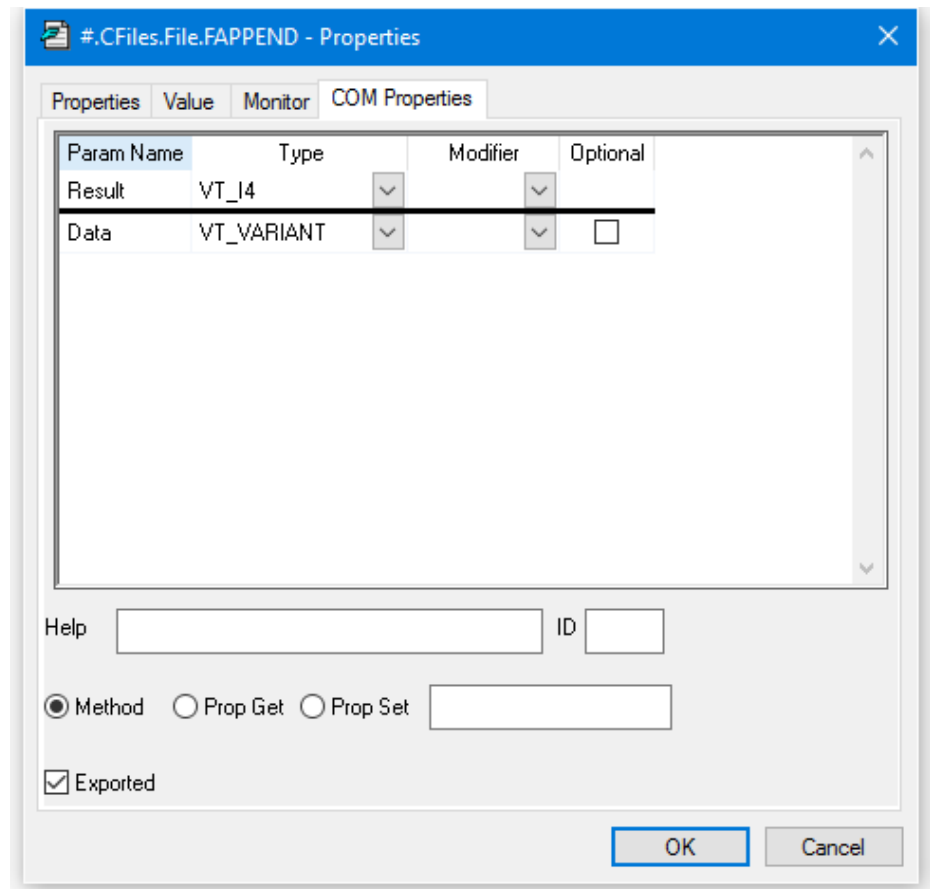 #.CFiles.File.FAPPEND - Properties
Properties Value Monitor COM Properties
Param Name Type Modifier Optional
Result VT_I4
Data VT_VARIANT
Help ID
Method Prop Get Prop Set
Exported
OK Cancel